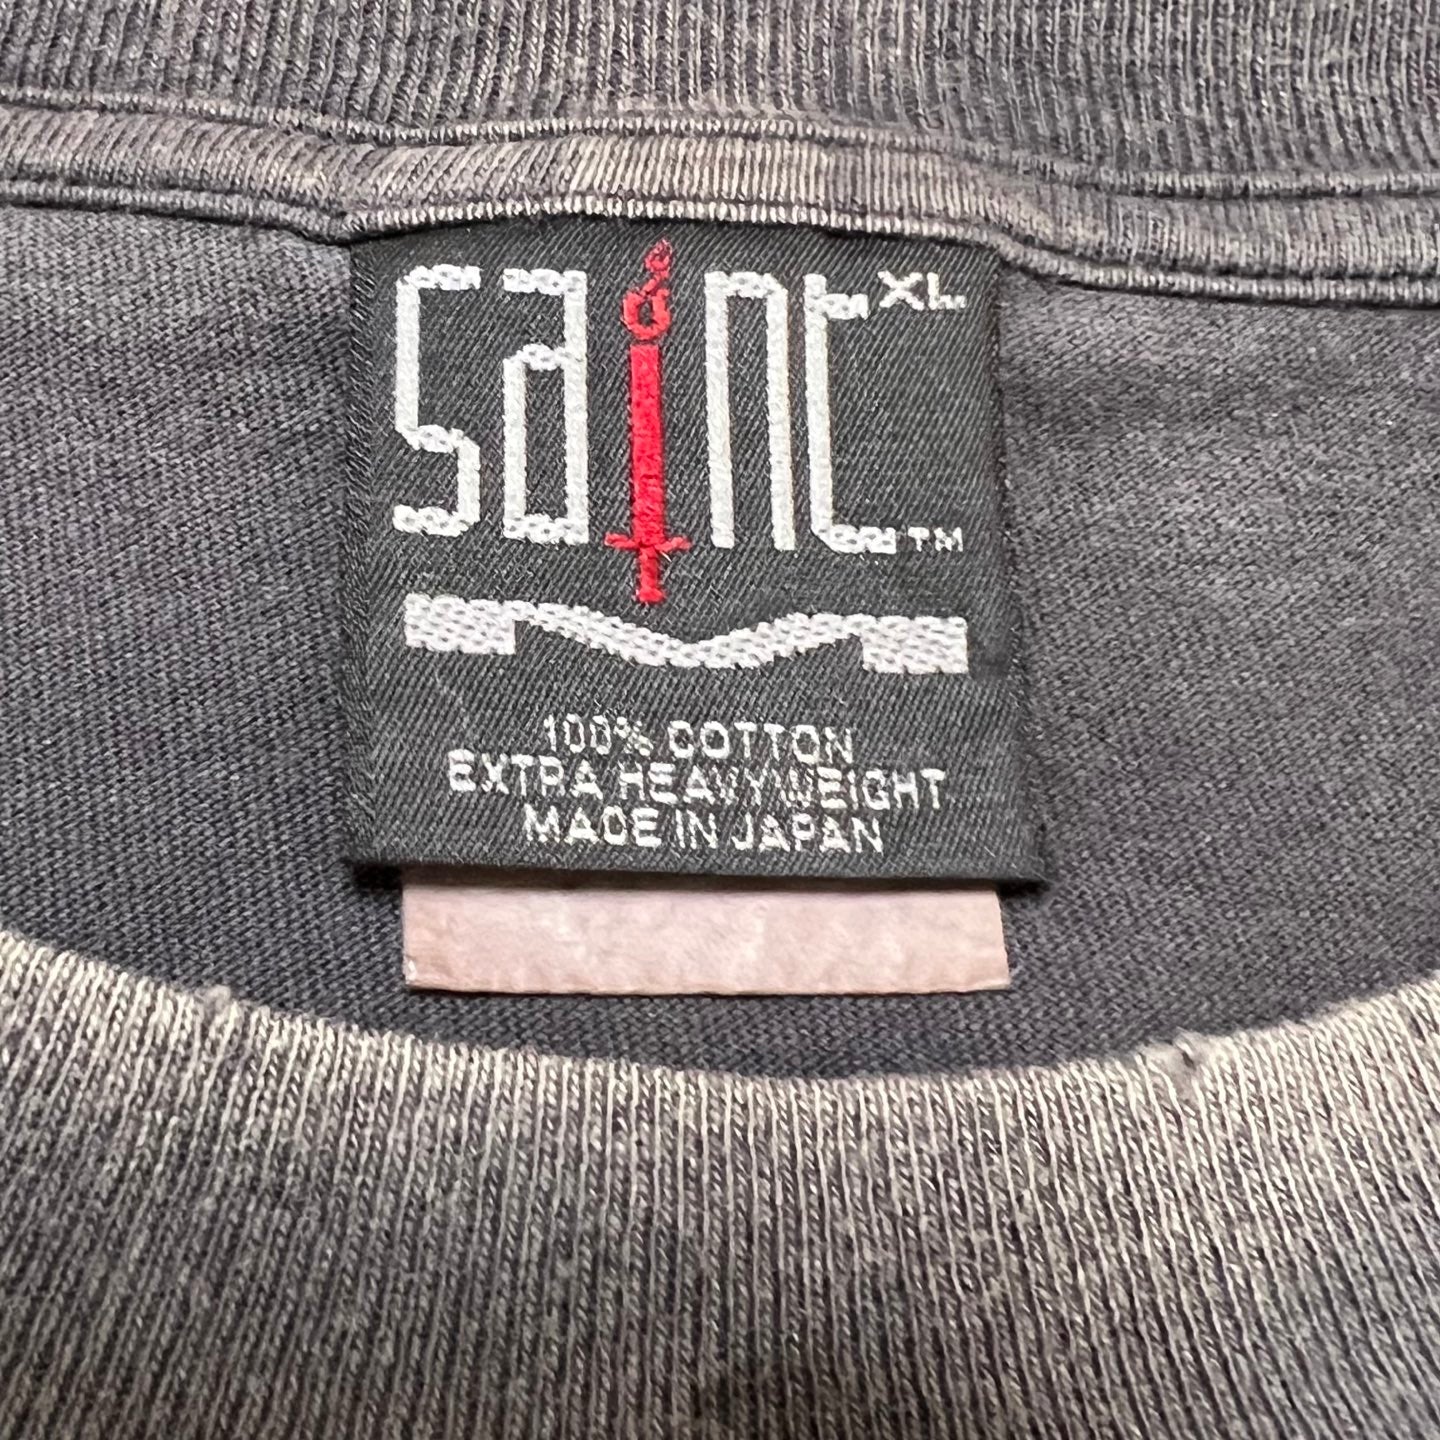 SaiNt XL.
™
100% COTTON
EXTRA HEAVYWEIGHT
MADE IN JAPAN